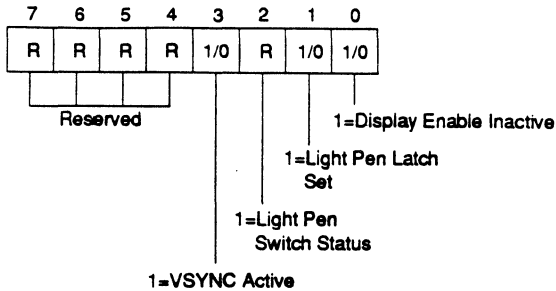 7 6 5 4 3 2 1 0
R R R R 1/0 R 1/0 1/0
Reserved
1=Display Enable Inactive
1=Light Pen Latch
Set
1=Light Pen
Switch Status
1=VSYNC Active